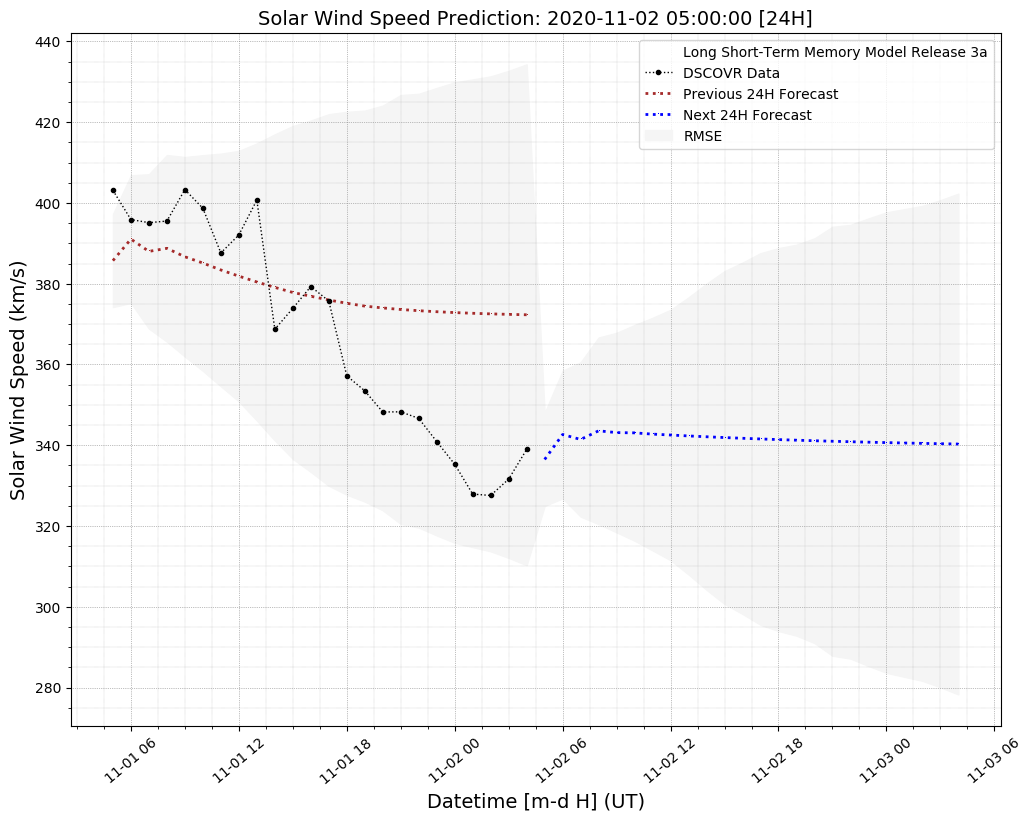 Solar Wind Speed Prediction: 2020-11-02 05:00:00 [24H]
Long Short-Term Memory Model Release 3a
DSCOVR Data
Previous 24H Forecast
Next 24H Forecast
RMSE
Solar Wind Speed (km/s)
440
420
400
380
360
340
320
300
280
11-01 06
11-01 12
11-01 18
11-02 00
11-02 06
11-02 12
11-02 18
11-03 00
11-03 06
Datetime [m-d H] (UT)